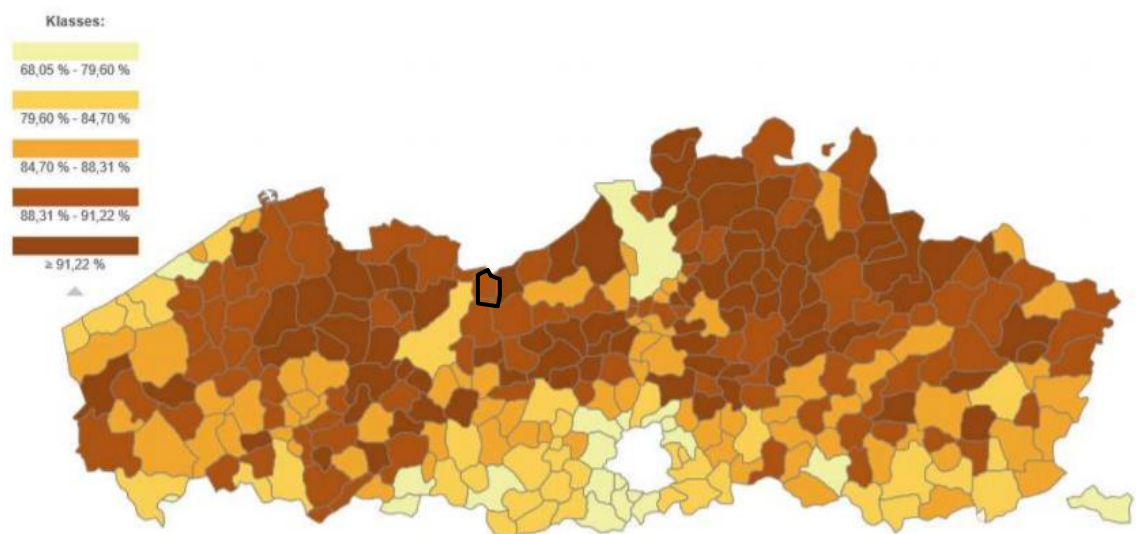 Klasses:
68,05 % - 79,60 %
79,60 % - 84,70 %
84,70 % - 88,31 %
88,31 % - 91,22 %
≥ 91,22 %